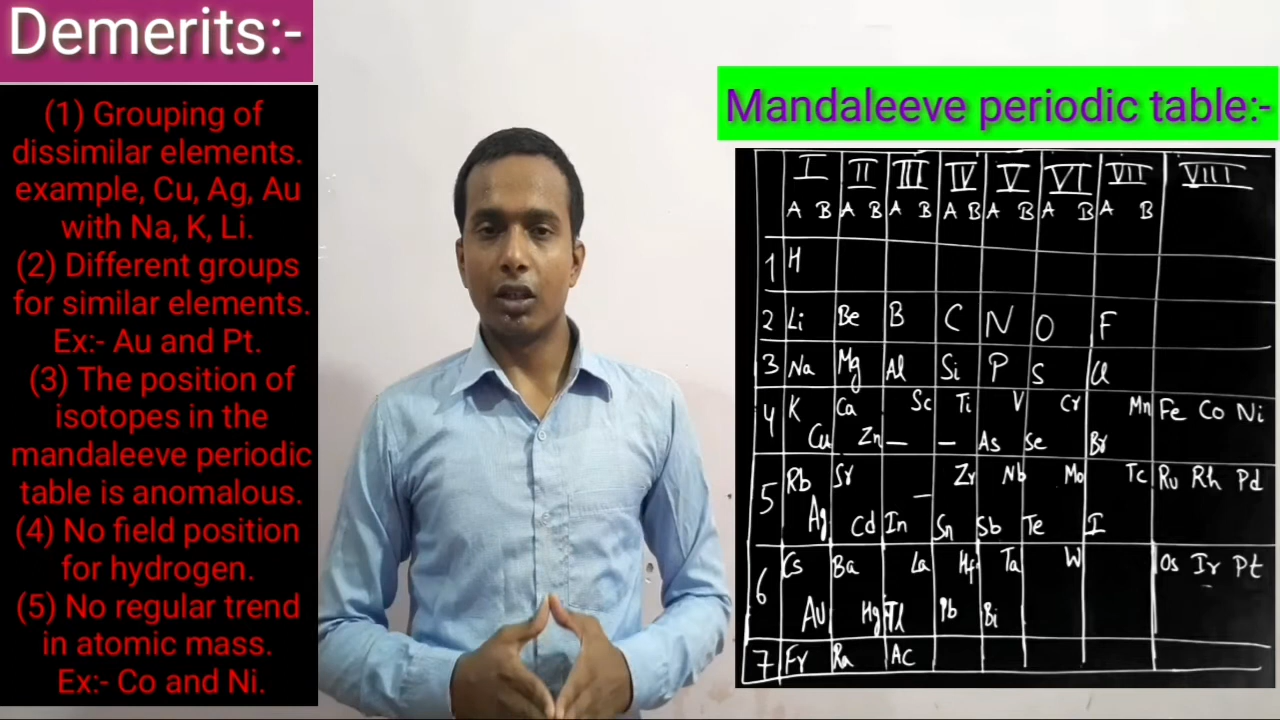 Demerits:-
(1) Grouping of
dissimilar elements.
example, Cu, Ag, Au
with Na, K, Li.
(2) Different groups
for similar elements.
Ex:- Au and Pt.
(3) The position of
isotopes in the
mandaleeve periodic
table is anomalous.
(4) No field position
for hydrogen.
(5) No regular trend
in atomic mass.
Ex:- Co and Ni.
Mandaleeve periodic table:-
I II III IV V VI VII VIII
A B A B A B A B A B A B A B
1 H
2 Li Be B C N O F
3 Na Mg Al Si P S Cl
4 K Ca Sc Ti V Cr Mn Fe Co Ni
Cu Zn — — As Se Br
5 Rb Sr — Zr Nb Mo Tc Ru Rh Pd
Ag Cd In Sn Sb Te I
6 Cs Ba La Hf Ta W Os Ir Pt
AU Hg Tl Pb Bi
7 Fr Ra AC